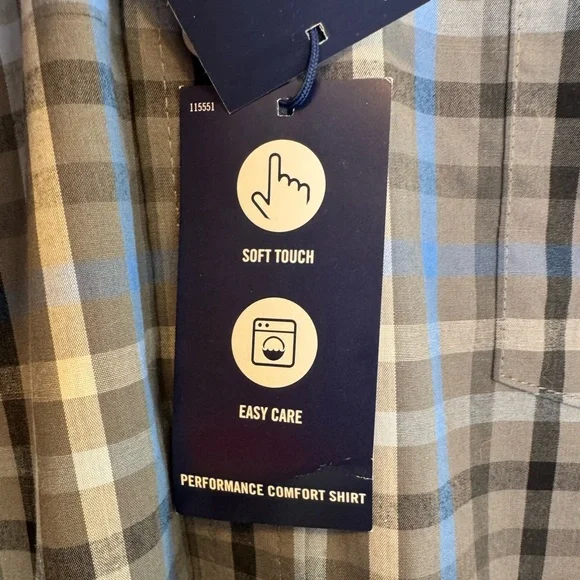 115551
SOFT TOUCH
EASY CARE
PERFORMANCE COMFORT SHIRT